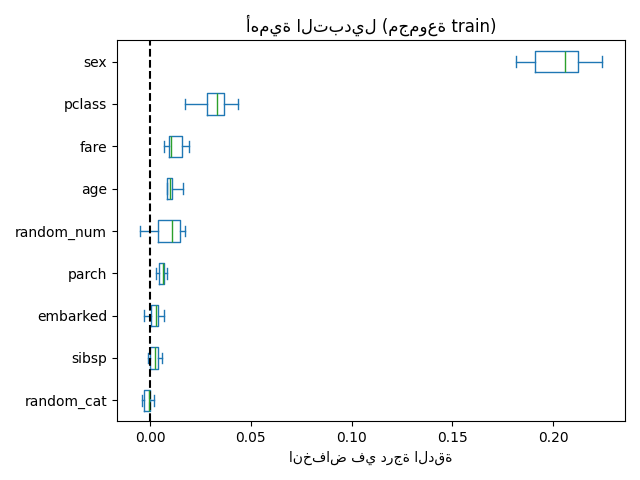 أهمية التبديل (مجموعة train)
sex
pclass
fare
age
random_num
parch
embarked
sibsp
random_cat
0.00
0.05
0.10
0.15
0.20
انخفاض في درجة الدقة